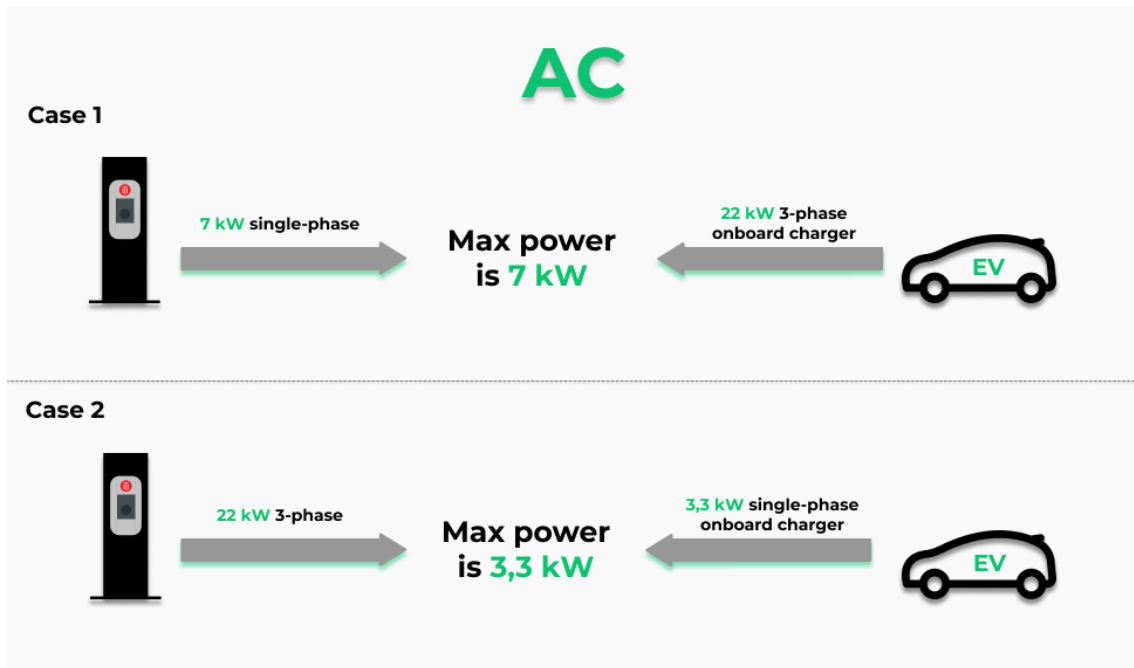 AC
Case 1
7 kW single-phase
Max power
is 7 kW
22 kW 3-phase
onboard charger
EV
Case 2
22 kW 3-phase
Max power
is 3,3 kW
3,3 kW single-phase
onboard charger
EV